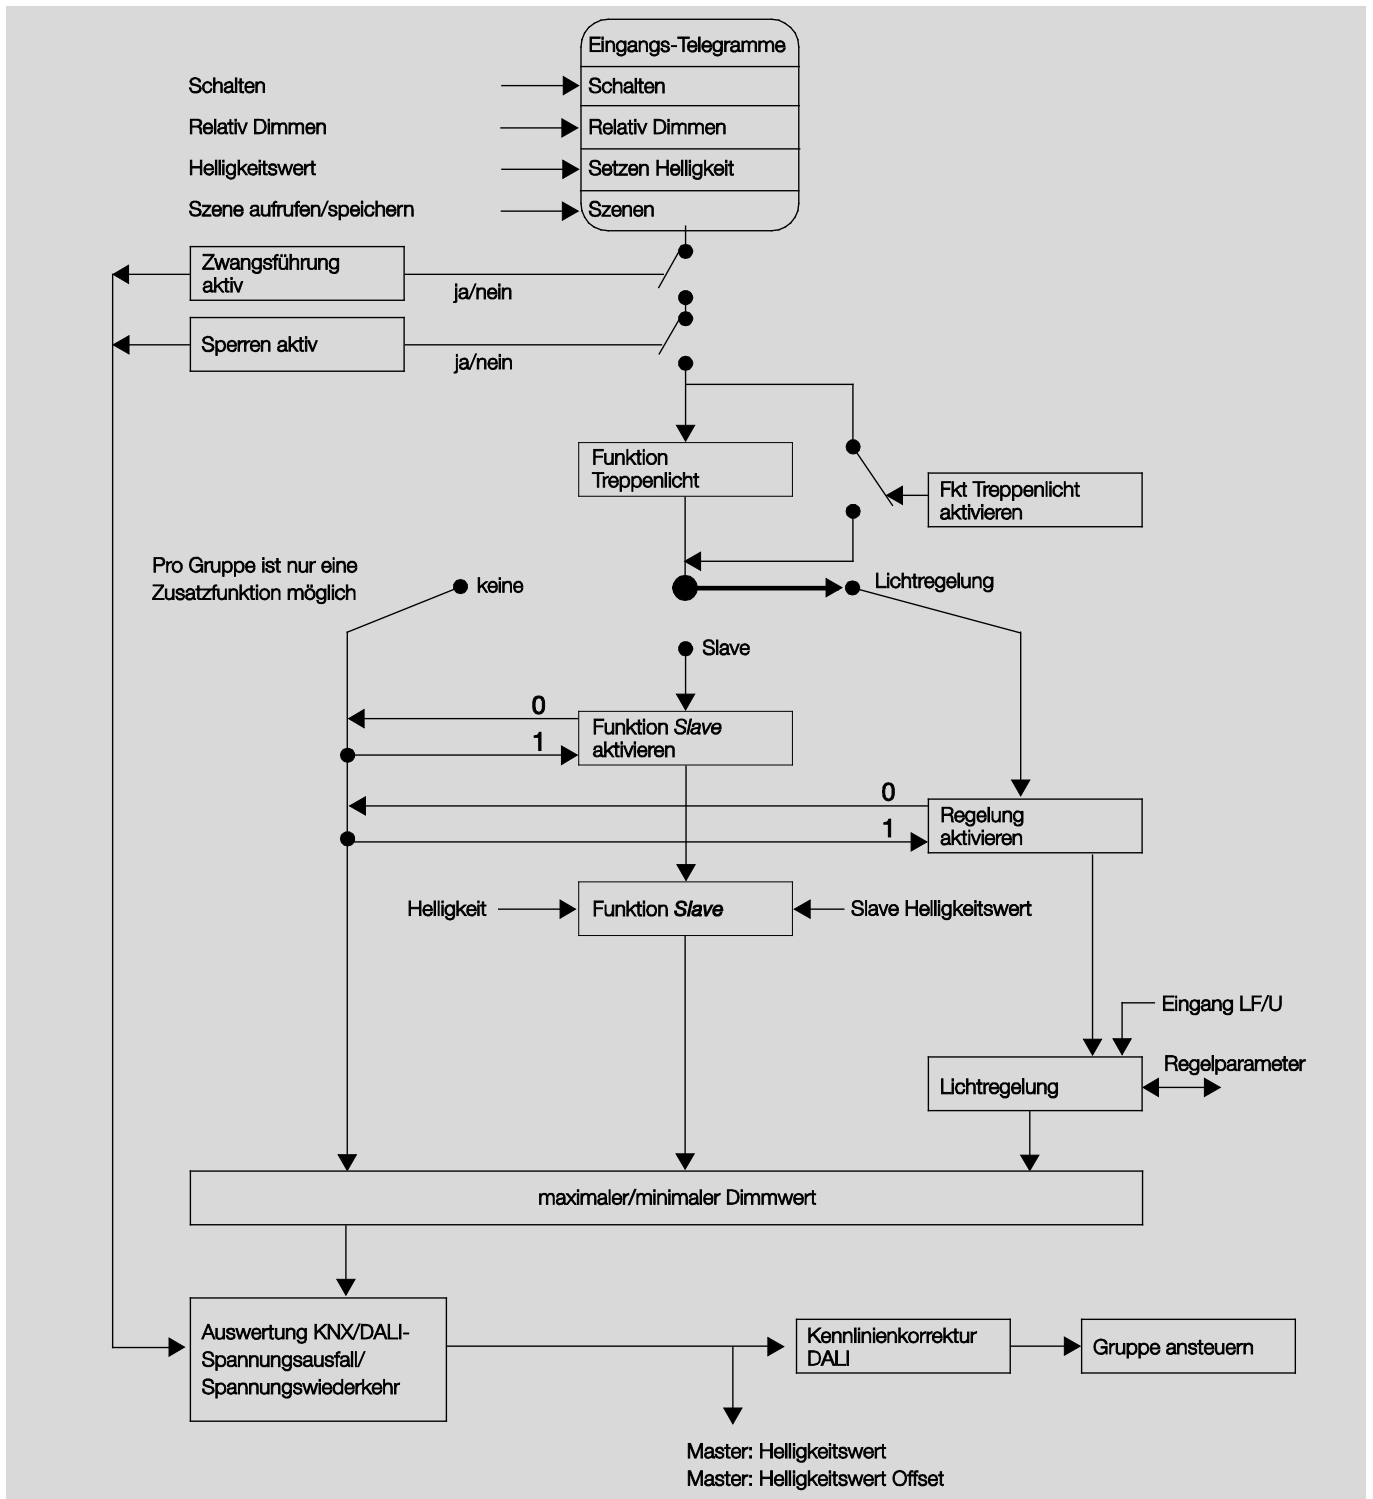 Eingangs-Telegramme
Schalten
Schalten
Relativ Dimmen
Relativ Dimmen
Helligkeitswert
Setzen Helligkeit
Szene aufrufen/speichern
Szenen
Zwangsführung
aktiv
ja/nein
Sperren aktiv
ja/nein
Funktion
Treppenlicht
Fkt Treppenlicht
aktivieren
Pro Gruppe ist nur eine
Zusatzfunktion möglich
keine
Lichtregelung
Slave
0
Funktion Slave
aktivieren
1
0
Regelung
aktivieren
1
Helligkeit
Funktion Slave
Slave Helligkeitswert
Eingang LF/U
Regelparameter
Lichtregelung
maximaler/minimaler Dimmwert
Auswertung KNX/DALI-
Spannungsausfall/
Spannungswiederkehr
Kennlinienkorrektur
DALI
Gruppe ansteuern
Master: Helligkeitswert
Master: Helligkeitswert Offset